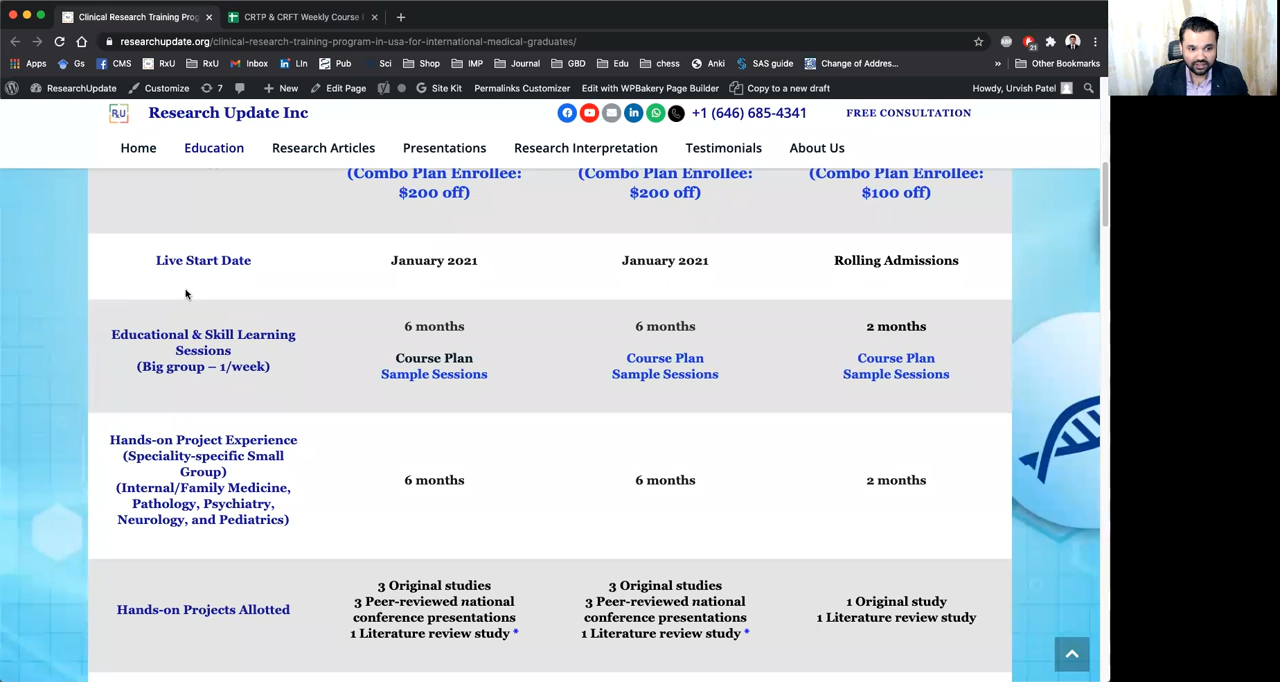 Clinical Research Training Prog
CRTP & CRFT Weekly Course
researchupdate.org/clinical-research-training-program-in-usa-for-international-medical-graduates/
Apps Gs CMS RxU RxU Inbox LIn Pub Sci Shop IMP Journal GBD Edu chess Anki SAS guide Change of Addres... » Other Bookmarks
ResearchUpdate Customize 7 New Edit Page Site Kit Permalinks Customizer Edit with WPBakery Page Builder Copy to a new draft Howdy, Urvish Patel
RU Research Update Inc +1 (646) 685-4341 FREE CONSULTATION
Home Education Research Articles Presentations Research Interpretation Testimonials About Us
(Combo Plan Enrollee: (Combo Plan Enrollee: (Combo Plan Enrollee:
$200 off) $200 off) $100 off)
Live Start Date January 2021 January 2021 Rolling Admissions
Educational & Skill Learning
Sessions
(Big group – 1/week)
6 months
Course Plan
Sample Sessions
6 months
Course Plan
Sample Sessions
2 months
Course Plan
Sample Sessions
Hands-on Project Experience
(Speciality-specific Small
Group)
(Internal/Family Medicine,
Pathology, Psychiatry,
Neurology, and Pediatrics)
6 months 6 months 2 months
Hands-on Projects Allotted
3 Original studies
3 Peer-reviewed national
conference presentations
1 Literature review study *
3 Original studies
3 Peer-reviewed national
conference presentations
1 Literature review study *
1 Original study
1 Literature review study